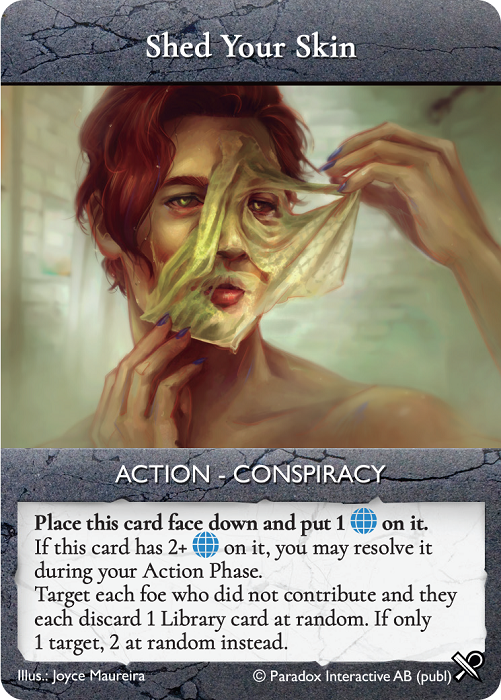 Shed Your Skin
ACTION - CONSPIRACY
Place this card face down and put 1 on it.
If this card has 2+ on it, you may resolve it
during your Action Phase.
Target each foe who did not contribute and they
each discard 1 Library card at random. If only
1 target, 2 at random instead.
Illus.: Joyce Maureira
© Paradox Interactive AB (publ)